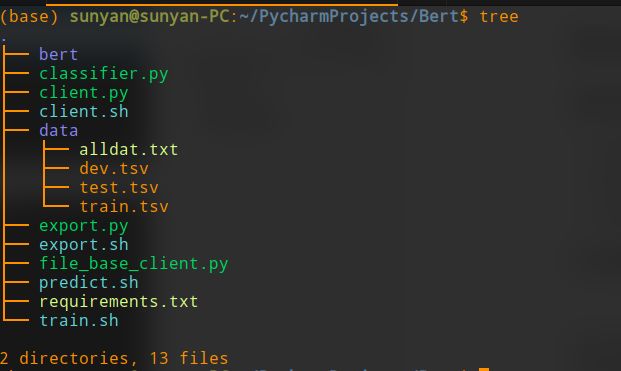 (base) sunyan@sunyan-PC:~/PycharmProjects/Bert$ tree
.
├── bert
├── classifier.py
├── client.py
├── client.sh
├── data
│   ├── alldat.txt
│   ├── dev.tsv
│   ├── test.tsv
│   └── train.tsv
├── export.py
├── export.sh
├── file_base_client.py
├── predict.sh
├── requirements.txt
└── train.sh

2 directories, 13 files